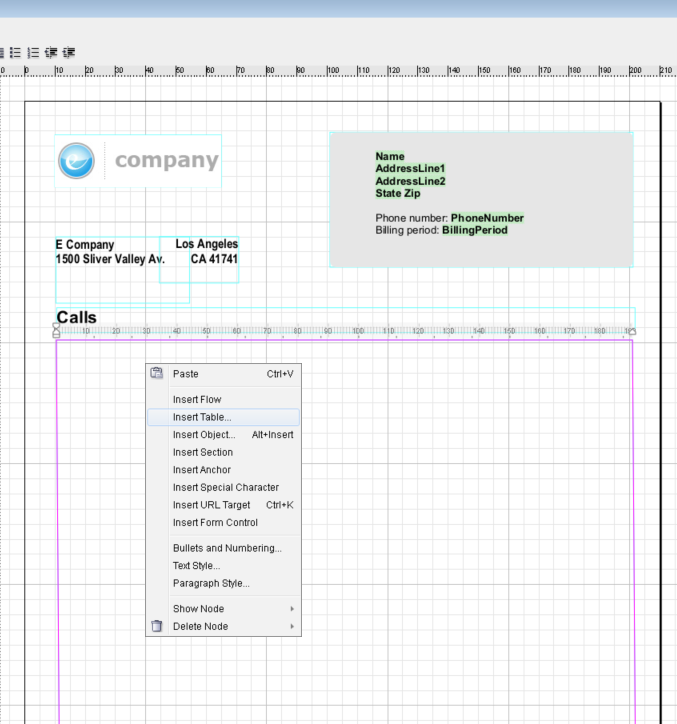 0 0 10 20 30 40 50 60 70 80 90 100 110 120 130 140 150 160 170 180 190 200 210
company
Name
AddressLine1
AddressLine2
State Zip
Phone number: PhoneNumber
Billing period: BillingPeriod
E Company Los Angeles
1500 Sliver Valley Av. CA 41741
Calls
10 20 30 40 50 60 70 80 90 100 110 120 130 140 150 160 170 180
Paste Ctrl+V
Insert Flow
Insert Table...
Insert Object... Alt+Insert
Insert Section
Insert Anchor
Insert Special Character
Insert URL Target Ctrl+K
Insert Form Control
Bullets and Numbering...
Text Style...
Paragraph Style...
Show Node
Delete Node